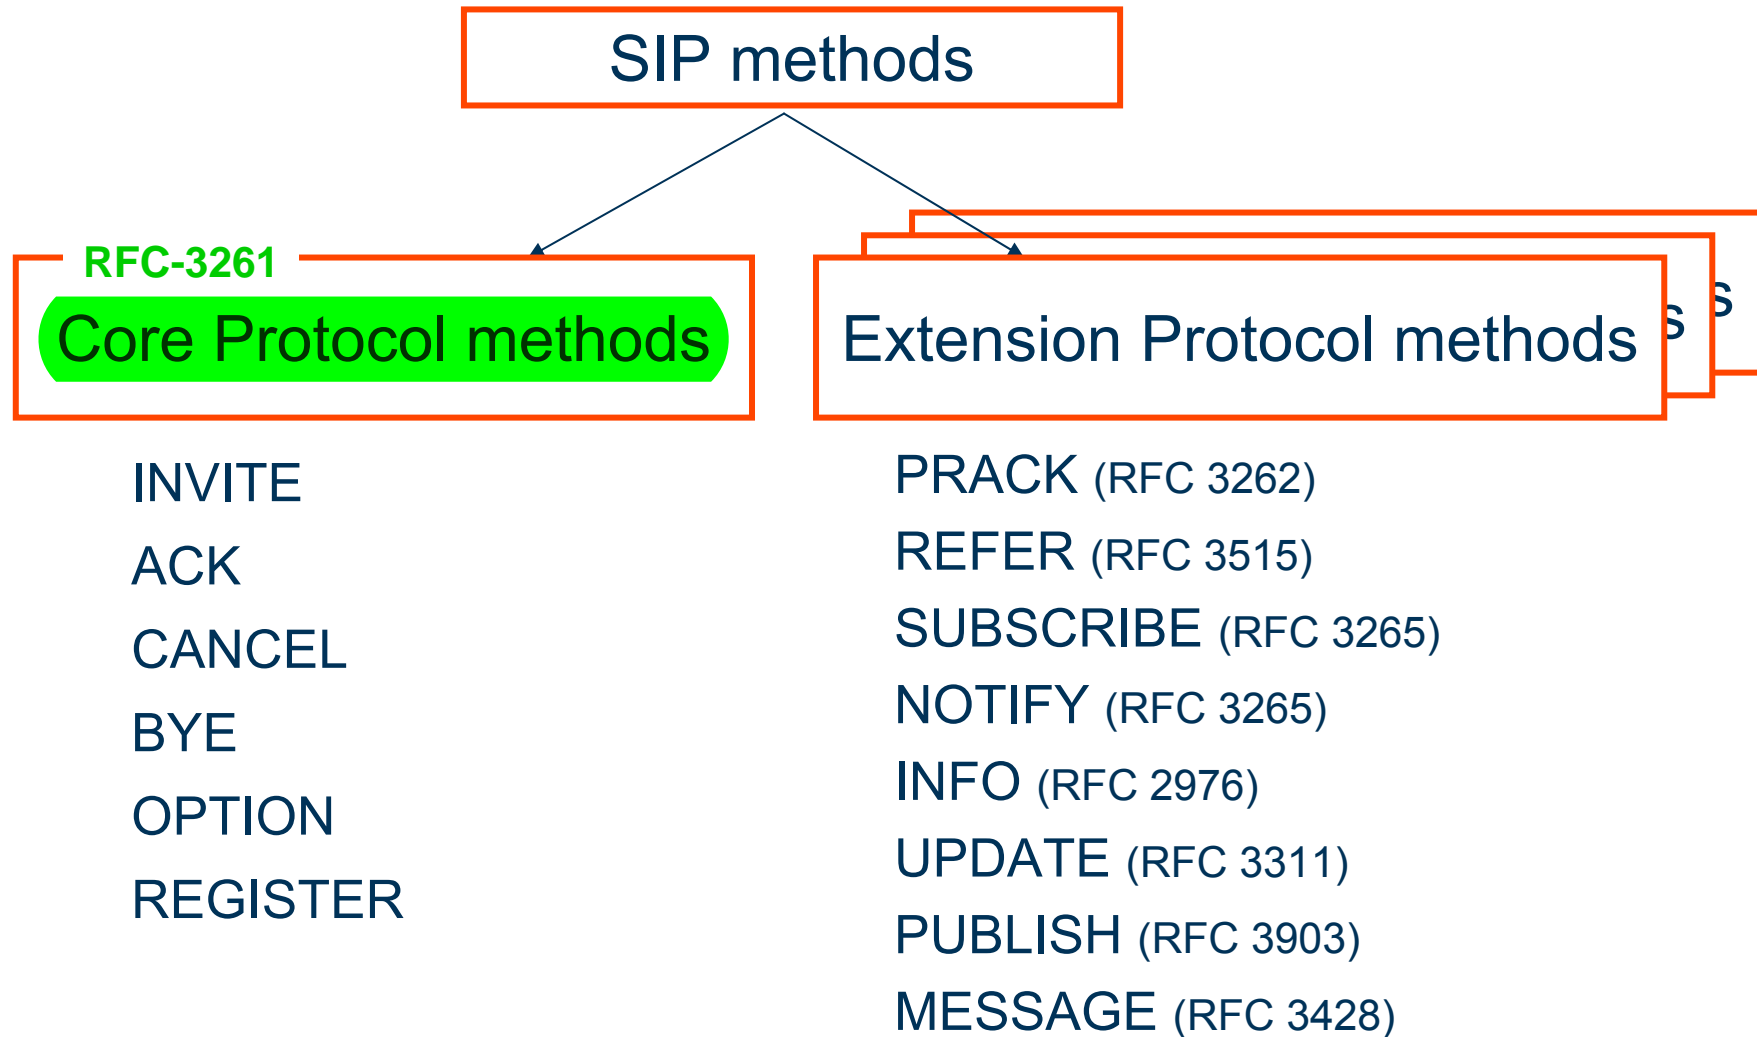 SIP methods
RFC-3261
Core Protocol methods
Extension Protocol methods
s
s
INVITE
ACK
CANCEL
BYE
OPTION
REGISTER
PRACK (RFC 3262)
REFER (RFC 3515)
SUBSCRIBE (RFC 3265)
NOTIFY (RFC 3265)
INFO (RFC 2976)
UPDATE (RFC 3311)
PUBLISH (RFC 3903)
MESSAGE (RFC 3428)